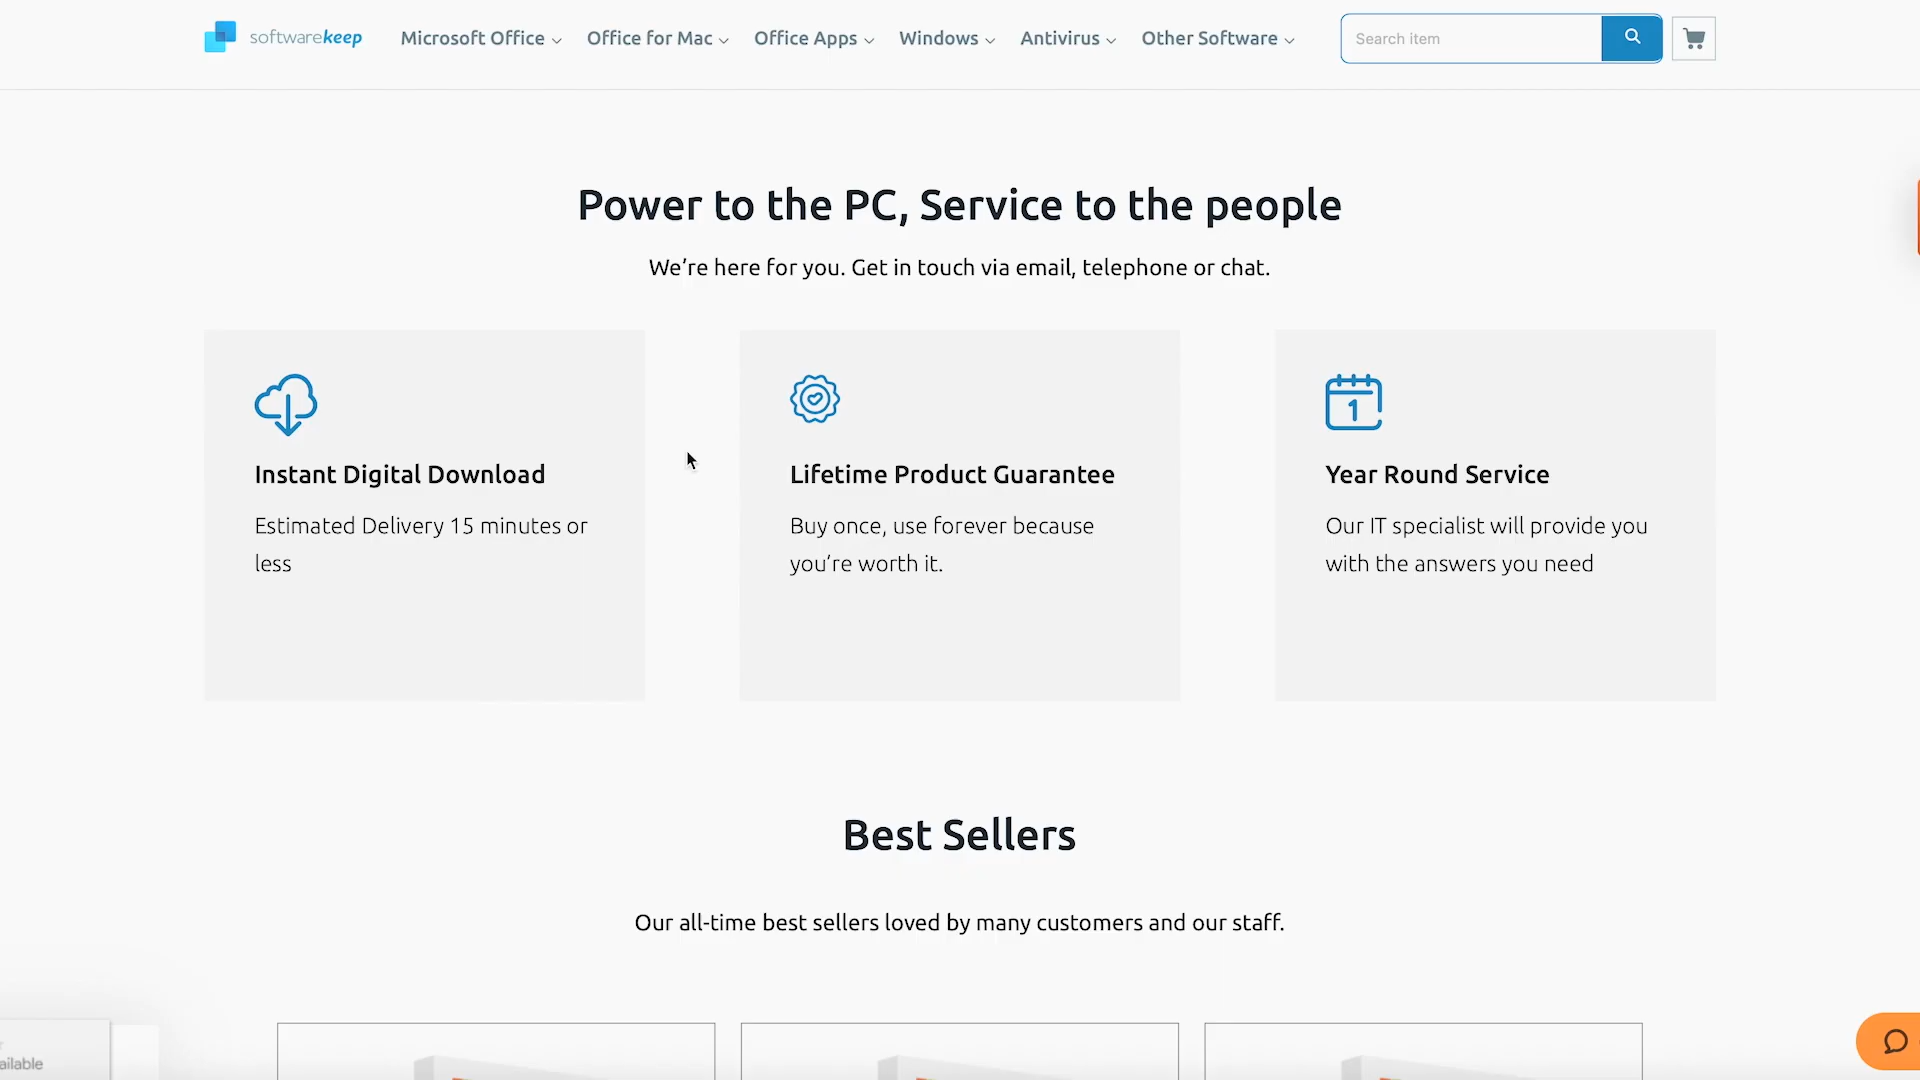 softwarekeep Microsoft Office Office for Mac Office Apps Windows Antivirus Other Software Search item
Power to the PC, Service to the people
We're here for you. Get in touch via email, telephone or chat.
1
Instant Digital Download
Estimated Delivery 15 minutes or
less
Lifetime Product Guarantee
Buy once, use forever because
you're worth it.
Year Round Service
Our IT specialist will provide you
with the answers you need
Best Sellers
Our all-time best sellers loved by many customers and our staff.